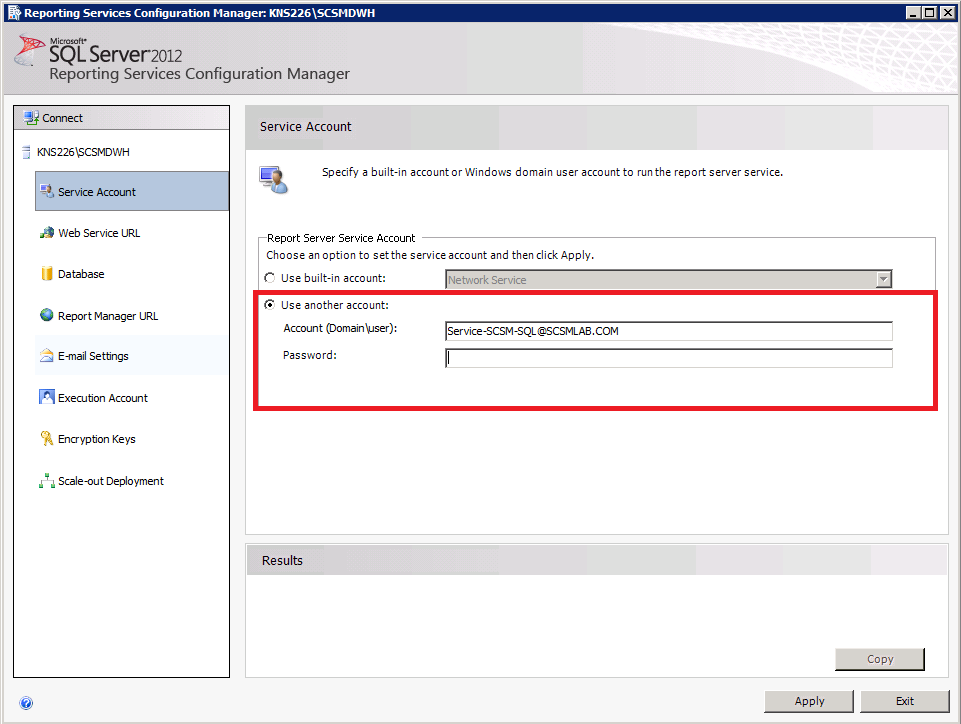 Reporting Services Configuration Manager: KNS226\SCSMDWH
Microsoft®
SQL Server® 2012
Reporting Services Configuration Manager
Connect
KNS226\SCSMDWH
Service Account
Web Service URL
Database
Report Manager URL
E-mail Settings
Execution Account
Encryption Keys
Scale-out Deployment
Service Account
Specify a built-in account or Windows domain user account to run the report server service.
Report Server Service Account
Choose an option to set the service account and then click Apply.
Use built-in account: Network Service
Use another account:
Account (Domain\user): Service-SCSM-SQL@SCSMLAB.COM
Password:
Results
Copy
Apply Exit